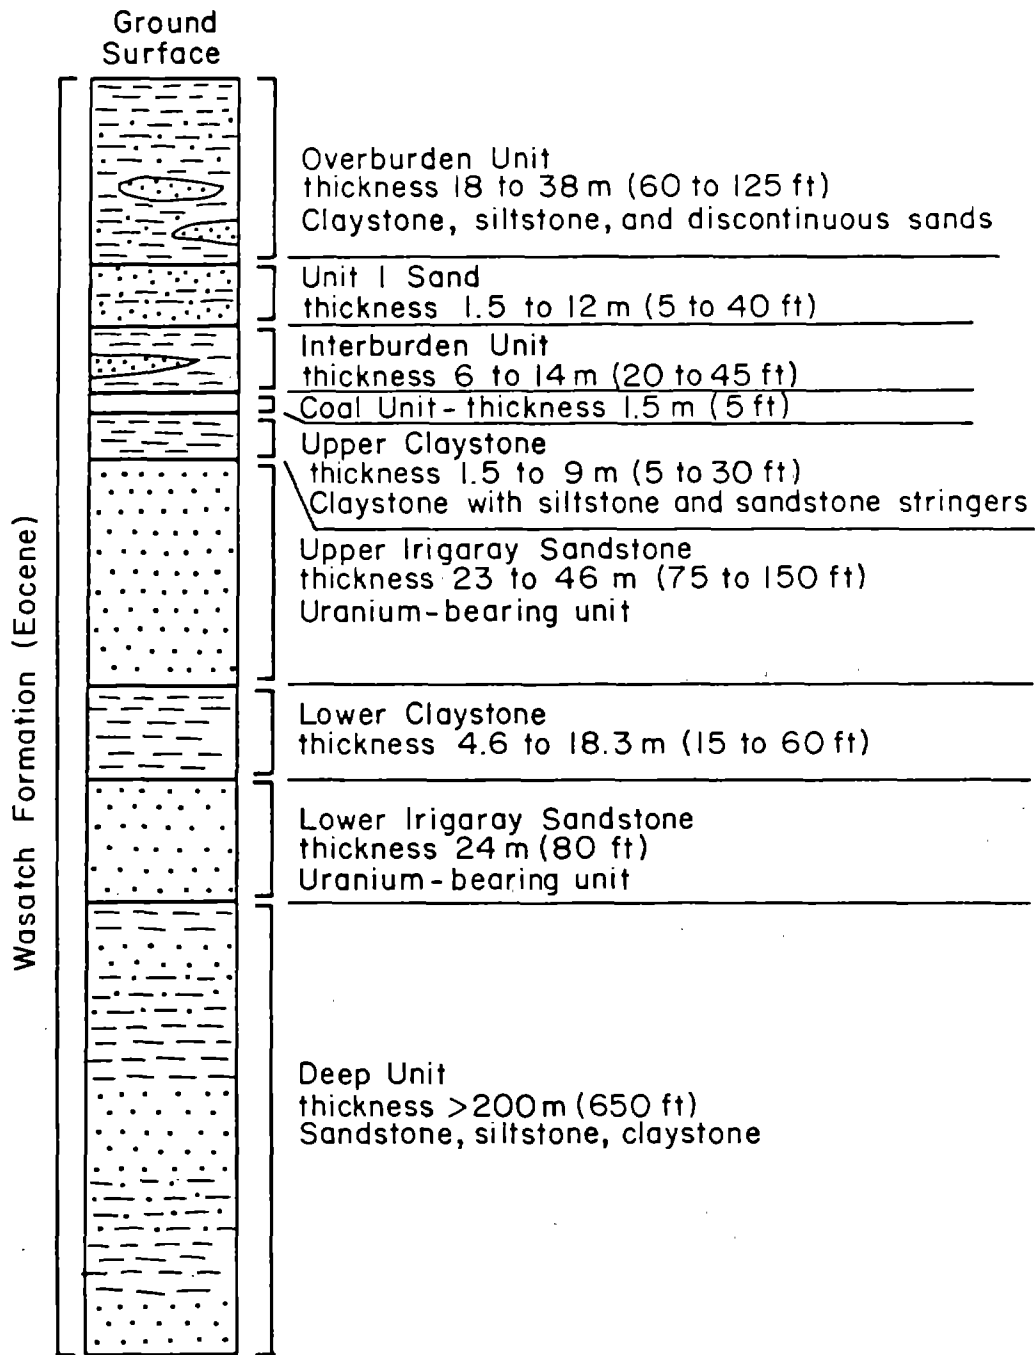 Ground
Surface
Overburden Unit
thickness 18 to 38 m (60 to 125 ft)
Claystone, siltstone, and discontinuous sands
Unit 1 Sand
thickness 1.5 to 12 m (5 to 40 ft)
Interburden Unit
thickness 6 to 14 m (20 to 45 ft)
Coal Unit - thickness 1.5 m (5 ft)
Upper Claystone
thickness 1.5 to 9 m (5 to 30 ft)
Claystone with siltstone and sandstone stringers
Upper Irigaray Sandstone
thickness 23 to 46 m (75 to 150 ft)
Uranium-bearing unit
Lower Claystone
thickness 4.6 to 18.3 m (15 to 60 ft)
Lower Irigaray Sandstone
thickness 24 m (80 ft)
Uranium-bearing unit
Deep Unit
thickness >200 m (650 ft)
Sandstone, siltstone, claystone
Wasatch Formation (Eocene)